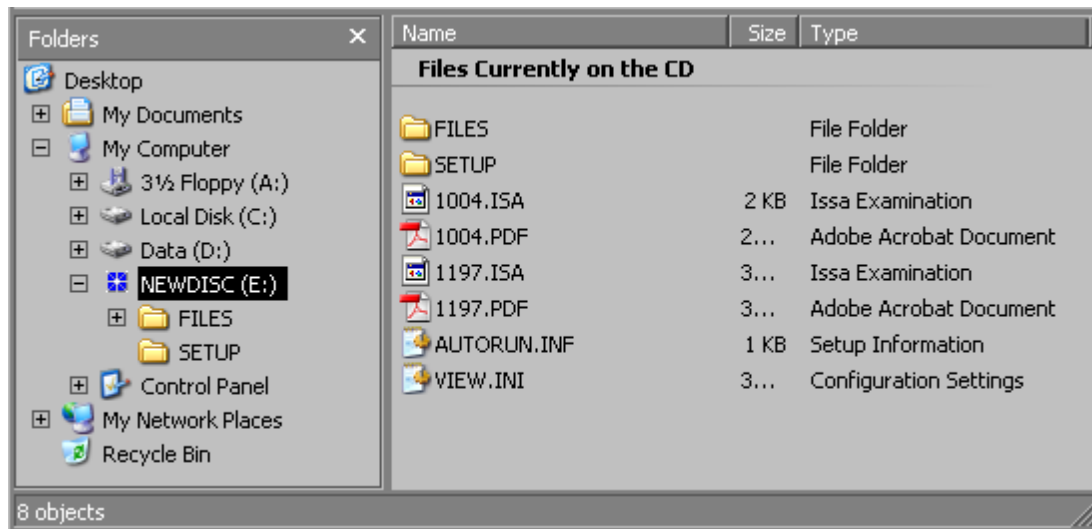 Folders
Desktop
My Documents
My Computer
3½ Floppy (A:)
Local Disk (C:)
Data (D:)
NEWDISC (E:)
FILES
SETUP
Control Panel
My Network Places
Recycle Bin
Name Size Type
Files Currently on the CD
FILES File Folder
SETUP File Folder
1004.ISA 2 KB Issa Examination
1004.PDF 2... Adobe Acrobat Document
1197.ISA 3... Issa Examination
1197.PDF 3... Adobe Acrobat Document
AUTORUN.INF 1 KB Setup Information
VIEW.INI 3... Configuration Settings
8 objects